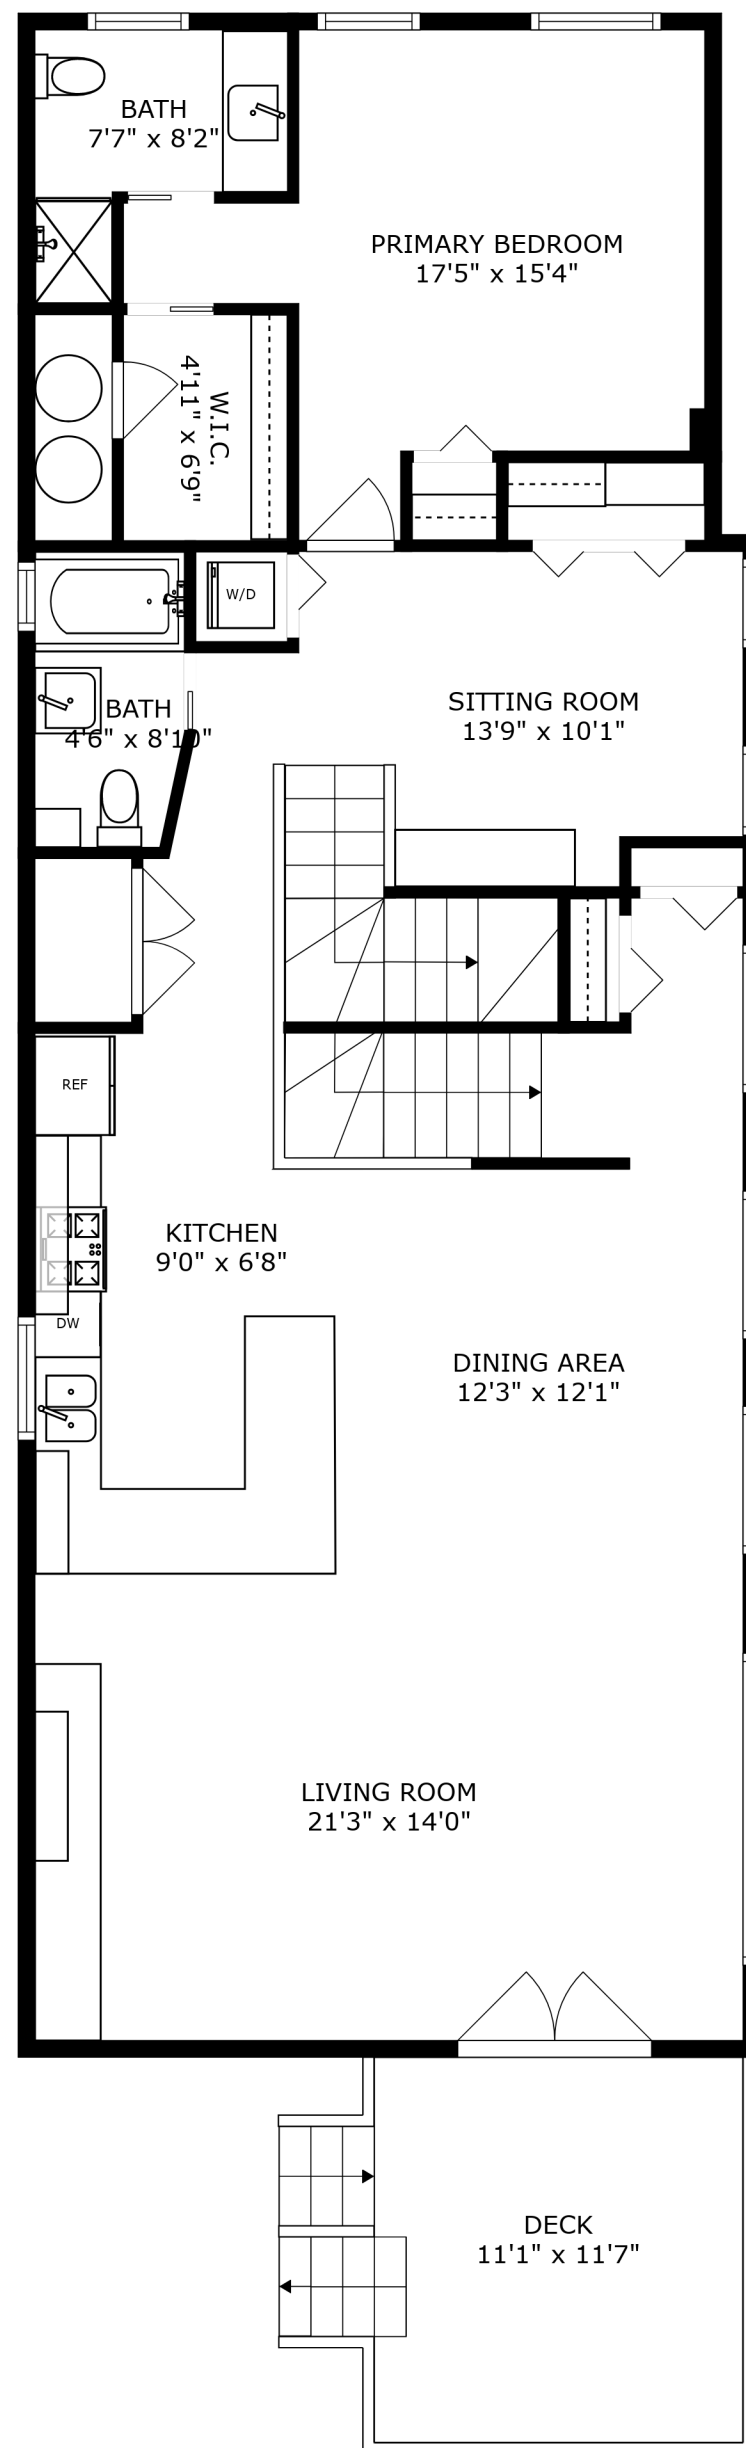 BATH
7'7" x 8'2"
PRIMARY BEDROOM
17'5" x 15'4"
W.I.C.
4'11" x 6'9"
W/D
BATH
4'6" x 8'10"
SITTING ROOM
13'9" x 10'1"
REF
KITCHEN
9'0" x 6'8"
DW
DINING AREA
12'3" x 12'1"
LIVING ROOM
21'3" x 14'0"
DECK
11'1" x 11'7"